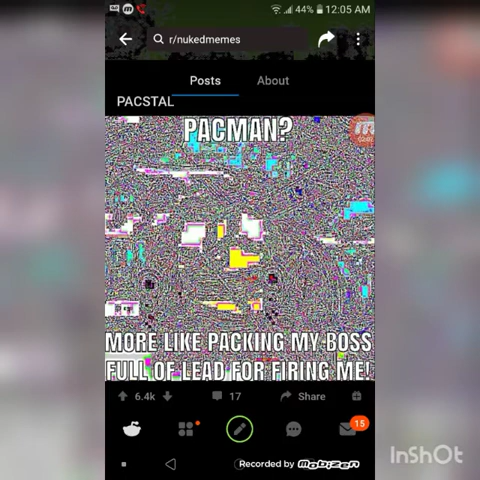 44% 12:05 AM
r/nukedmemes
Posts About
PACSTAL
PACMAN?
MORE LIKE PACKING MY BOSS
FULL OF LEAD FOR FIRING ME!
6.4k 17 Share
15
Recorded by mobizen
InShOt